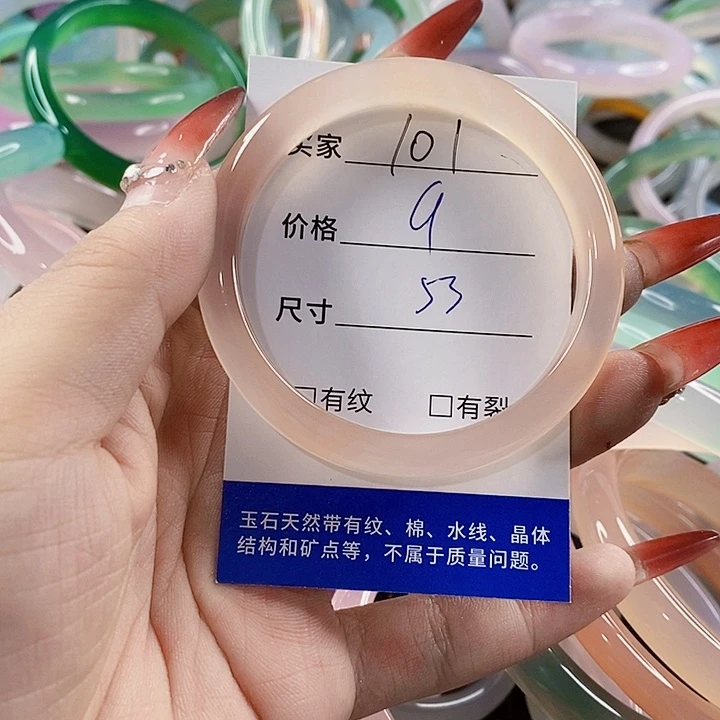 买家 101
价格 9
尺寸 53
□有纹 □有裂
玉石天然带有纹、棉、水线、晶体
结构和矿点等，不属于质量问题。